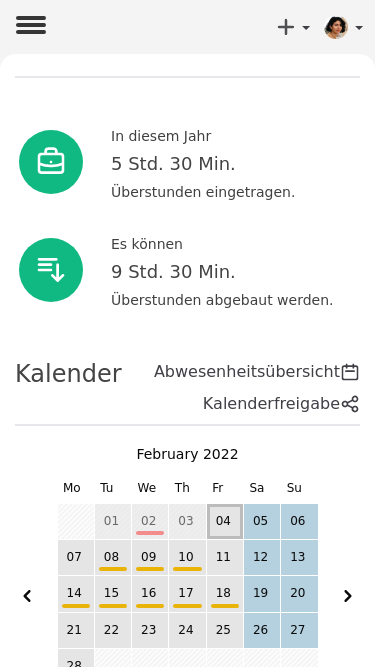 In diesem Jahr
5 Std. 30 Min.
Überstunden eingetragen.
Es können
9 Std. 30 Min.
Überstunden abgebaut werden.
Kalender
Abwesenheitsübersicht
Kalenderfreigabe
February 2022
Mo Tu We Th Fr Sa Su
01 02 03 04 05 06
07 08 09 10 11 12 13
14 15 16 17 18 19 20
21 22 23 24 25 26 27
28